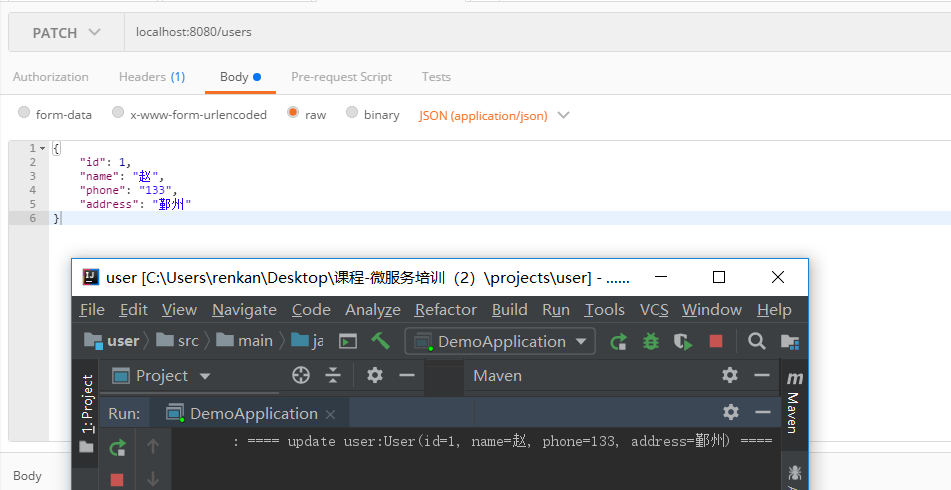 PATCH localhost:8080/users
Authorization Headers (1) Body Pre-request Script Tests
form-data x-www-form-urlencoded raw binary JSON (application/json)
1 {
2 "id": 1,
3 "name": "赵",
4 "phone": "133",
5 "address": "鄞州"
6 }
user [C:\Users\renkan\Desktop\课程-微服务培训（2）\projects\user] - ......
File Edit View Navigate Code Analyze Refactor Build Run Tools VCS Window Help
user src main ja DemoApplication
1: Project Project Maven m Maven
Run: DemoApplication
: ==== update user:User(id=1, name=赵, phone=133, address=鄞州) ====
Body